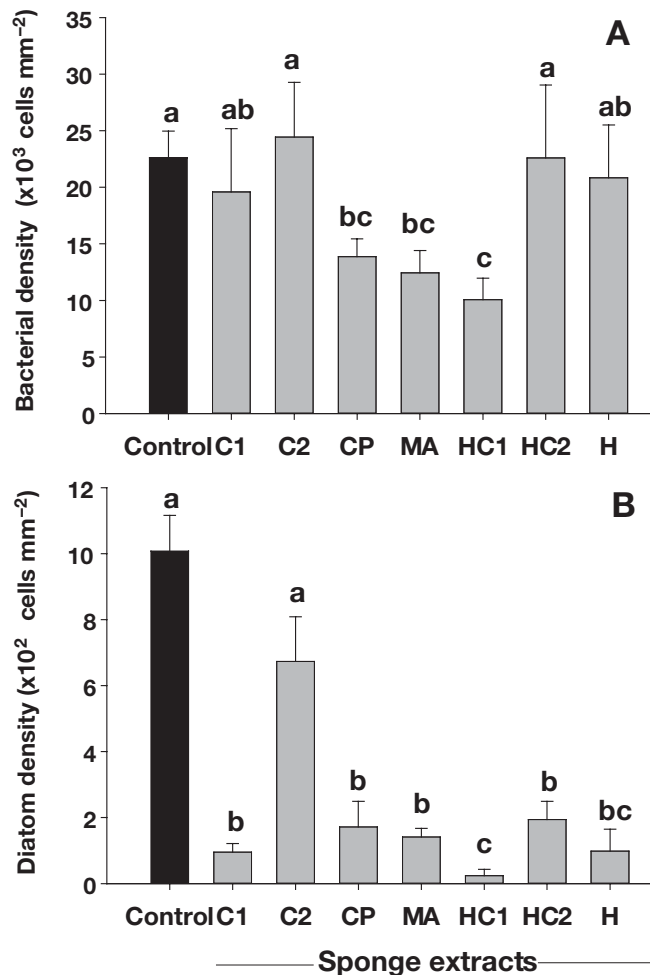 A
Bacterial density (x10³ cells mm⁻²)
35
30
25
20
15
10
5
0
a
ab
a
bc
bc
c
a
ab
Control C1 C2 CP MA HC1 HC2 H
B
Diatom density (x10² cells mm⁻²)
12
10
8
6
4
2
0
a
b
a
b
b
c
b
bc
Control C1 C2 CP MA HC1 HC2 H
Sponge extracts